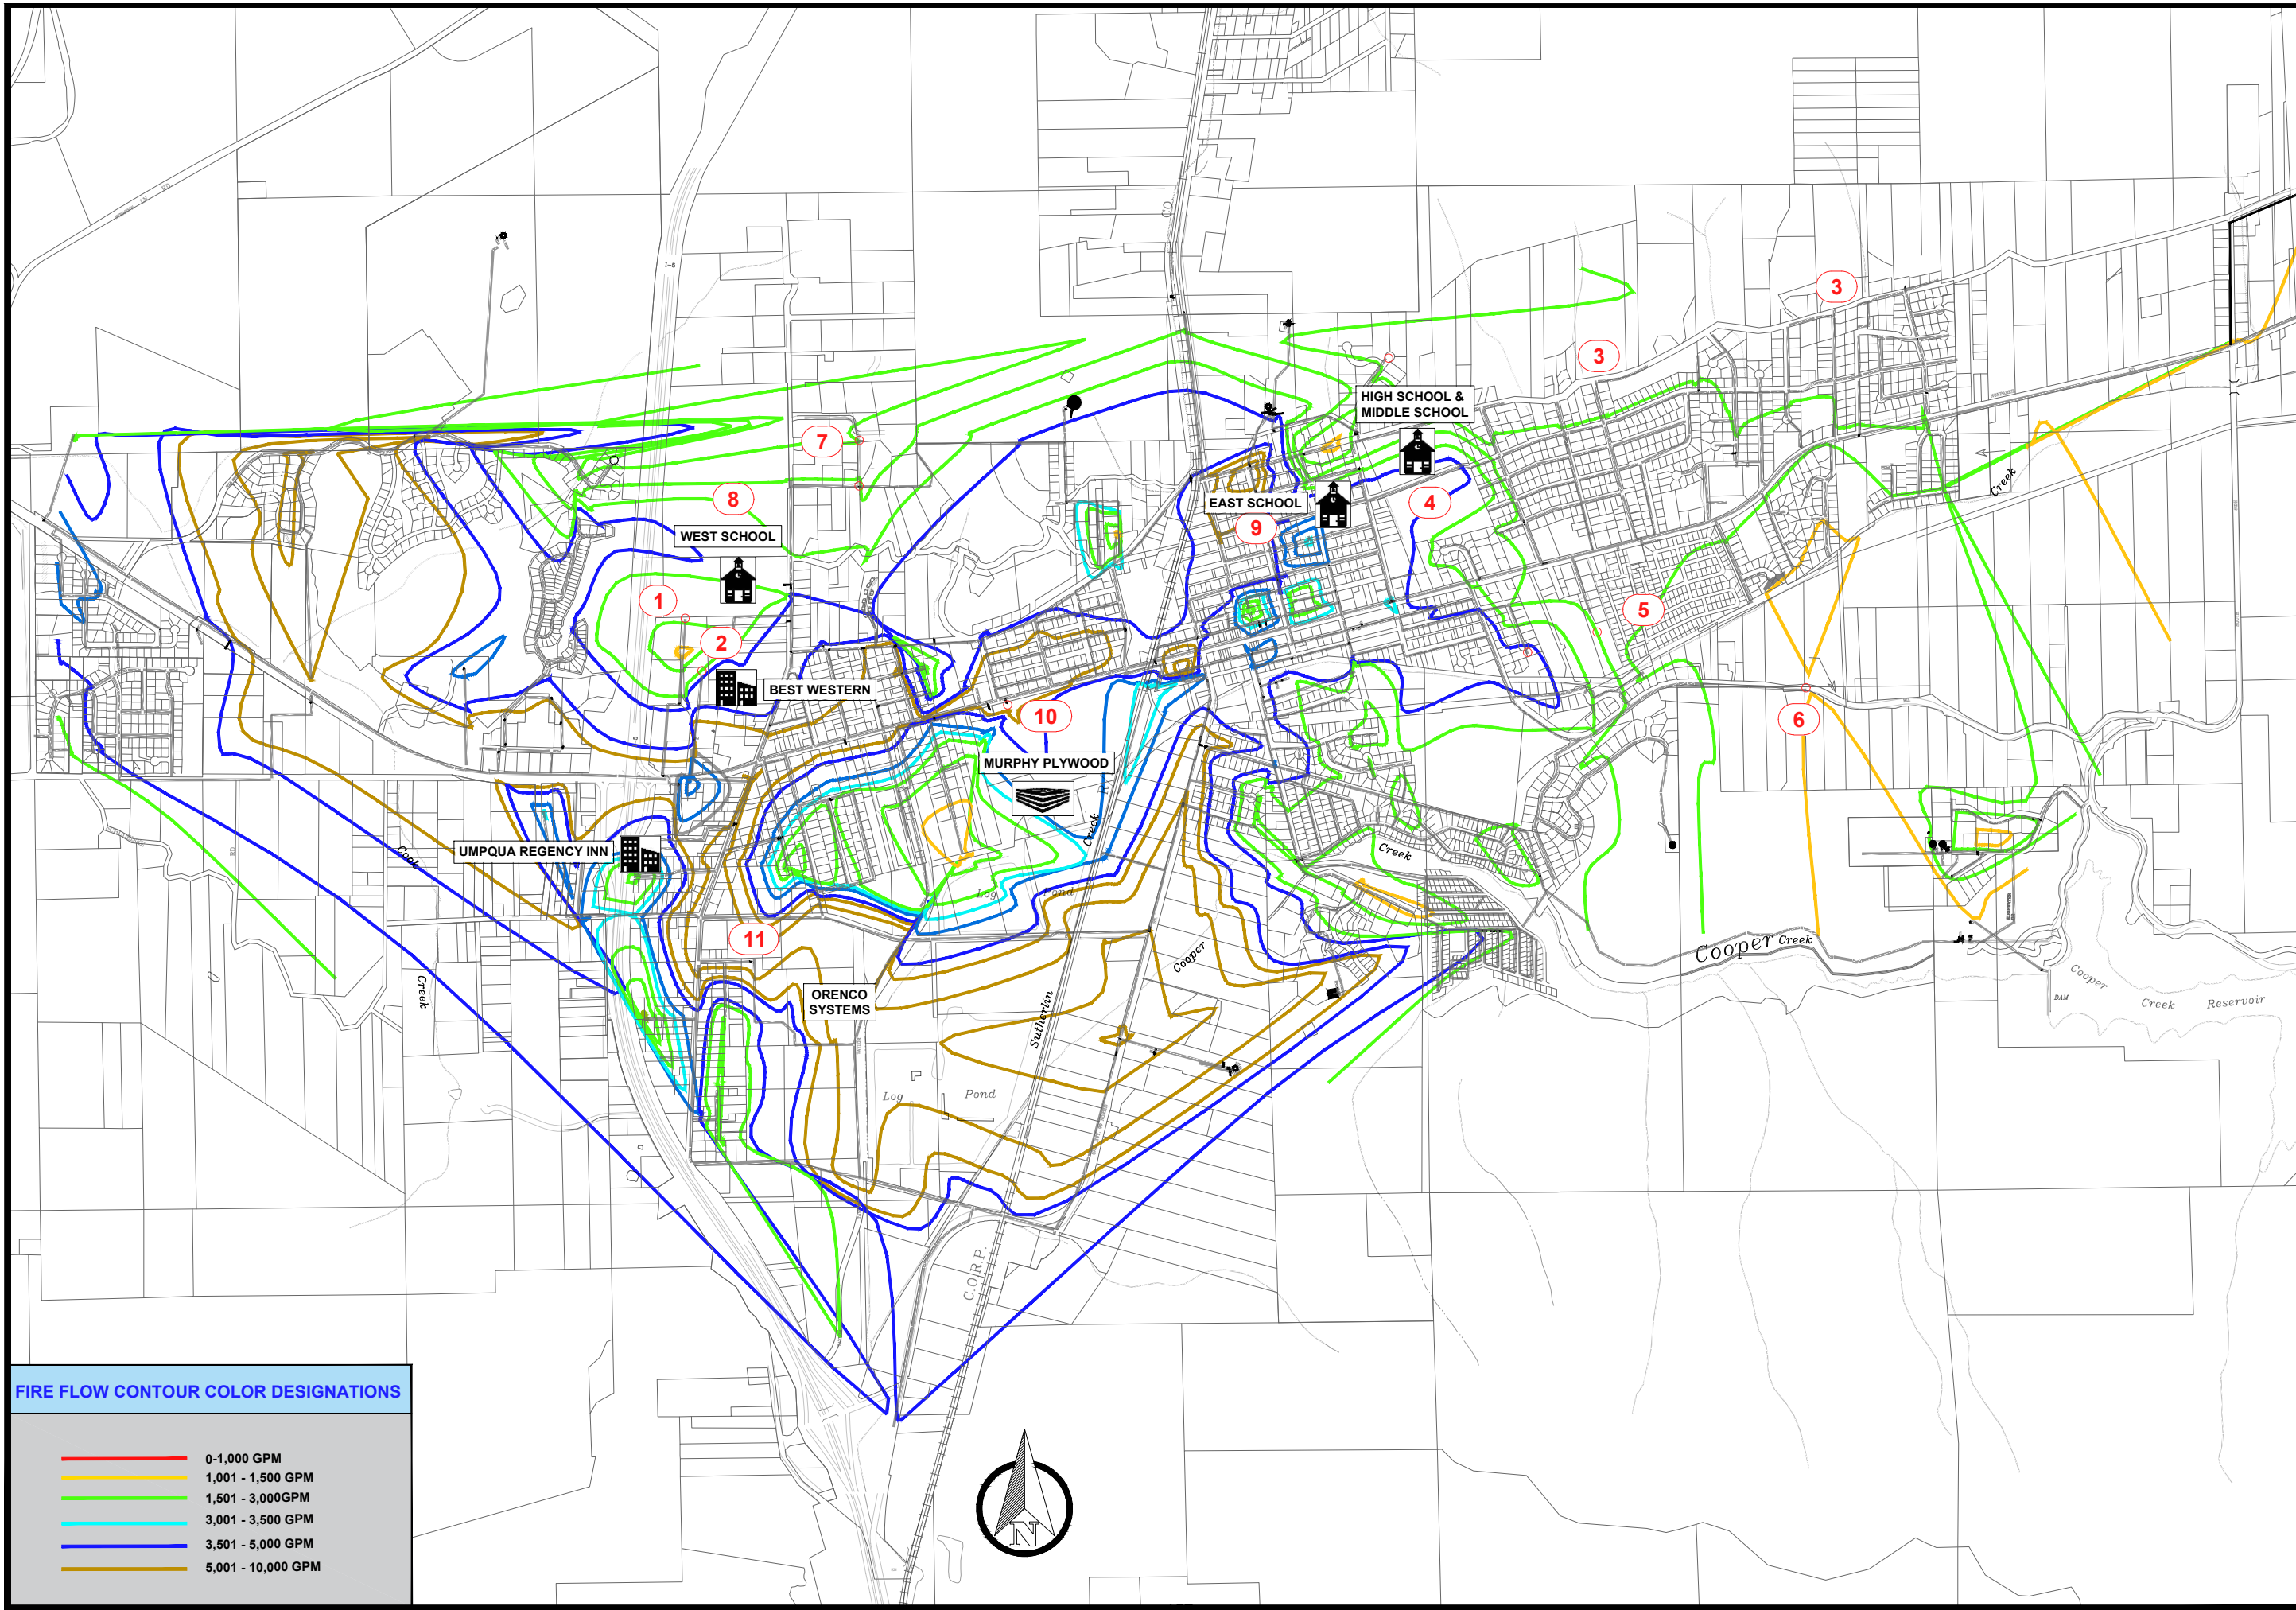 RD
I-5
CO
3
3
HIGH SCHOOL &
MIDDLE SCHOOL
7
8
EAST SCHOOL
4
9
Creek
WEST SCHOOL
1
2
5
BEST WESTERN
10
6
MURPHY PLYWOOD
R.
Creek
UMPQUA REGENCY INN
Cook
Creek
Log Pond
11
Cooper
Cooper Creek
Creek
ORENCO
SYSTEMS
Sutherlin
DAM
Cooper
Creek Reservoir
Log Pond
C.O.R.P.
FIRE FLOW CONTOUR COLOR DESIGNATIONS
0-1,000 GPM
1,001 - 1,500 GPM
1,501 - 3,000GPM
3,001 - 3,500 GPM
3,501 - 5,000 GPM
5,001 - 10,000 GPM
N